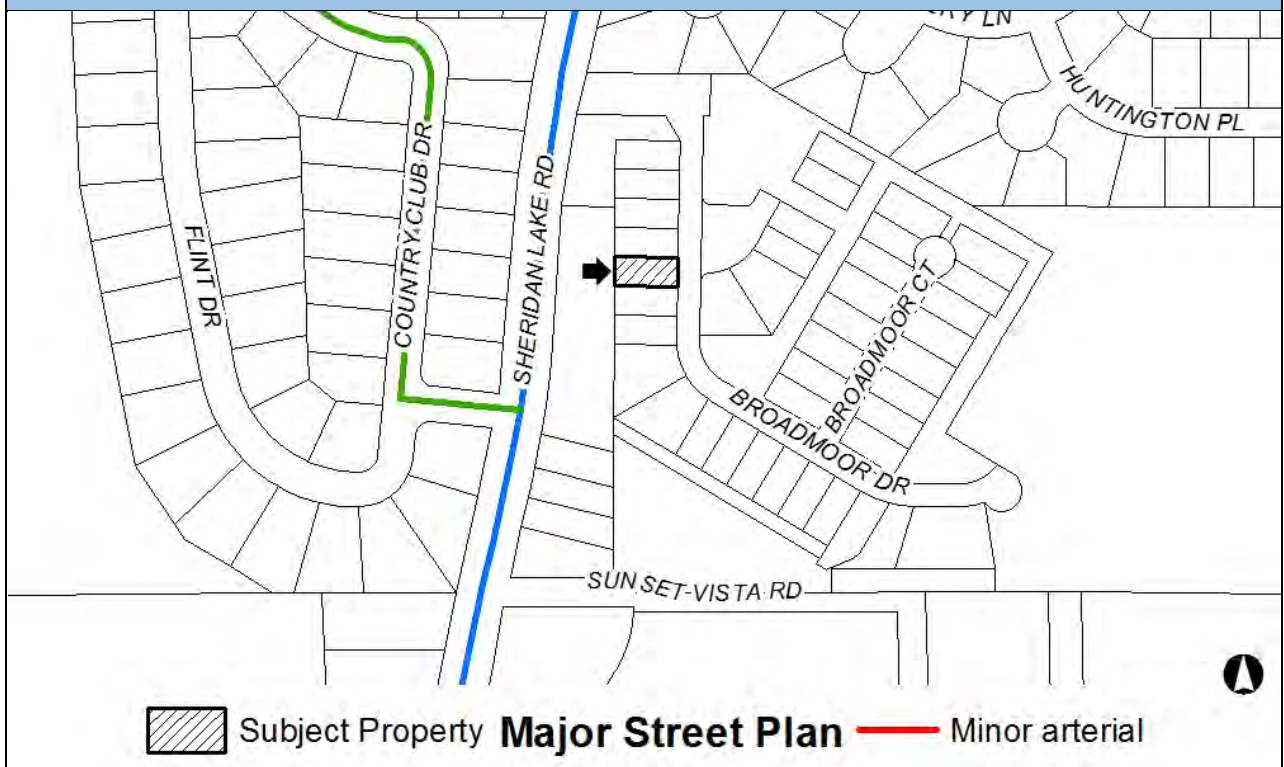 LN
HUNTINGTON PL
COUNTRY CLUB DR
SHERIDAN LAKE RD
FLINT DR
BROADMOOR CT
BROADMOOR DR
SUNSET VISTA RD
Subject Property Major Street Plan Minor arterial